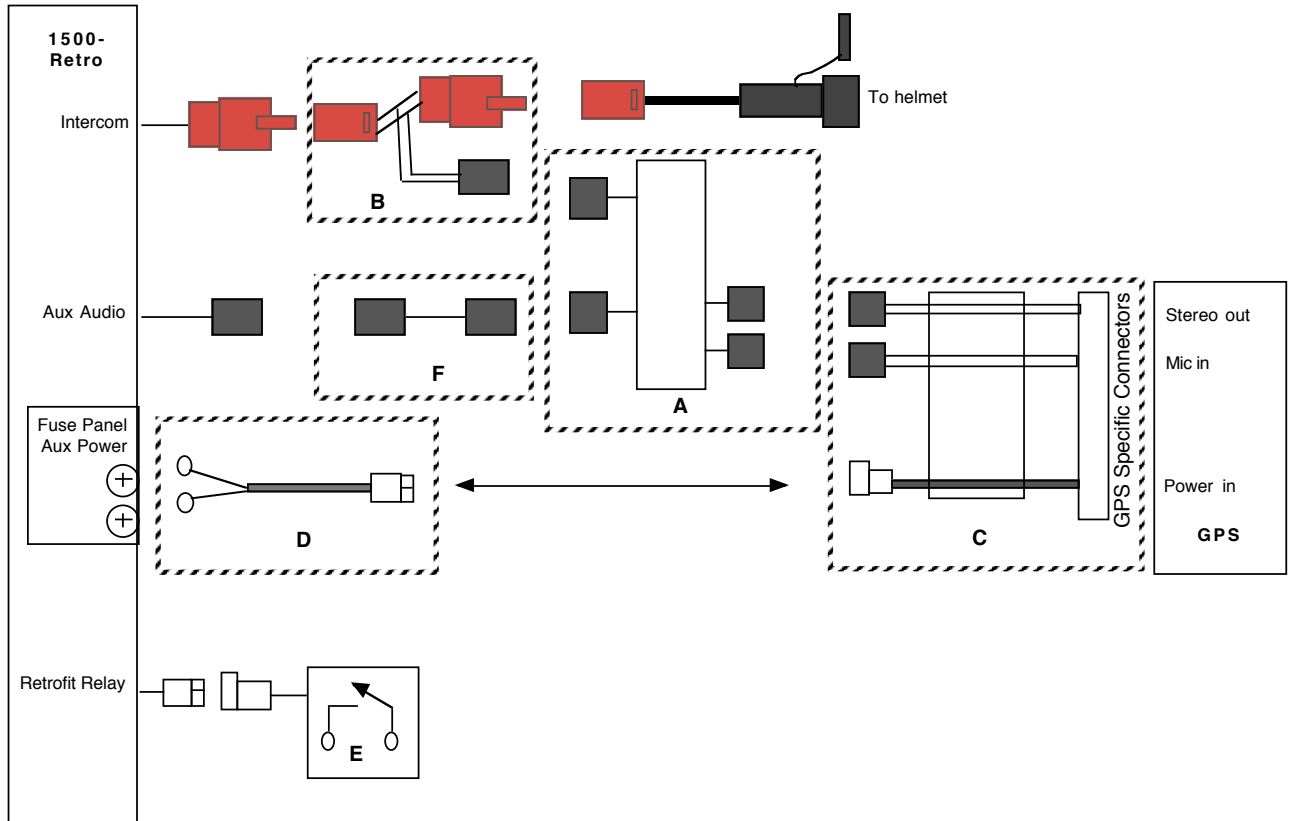 1500-
Retro
Intercom
To helmet
B
Aux Audio
F
A
Stereo out
Mic in
GPS Specific Connectors
Fuse Panel
Aux Power
D
Power in
C
GPS
Retrofit Relay
E